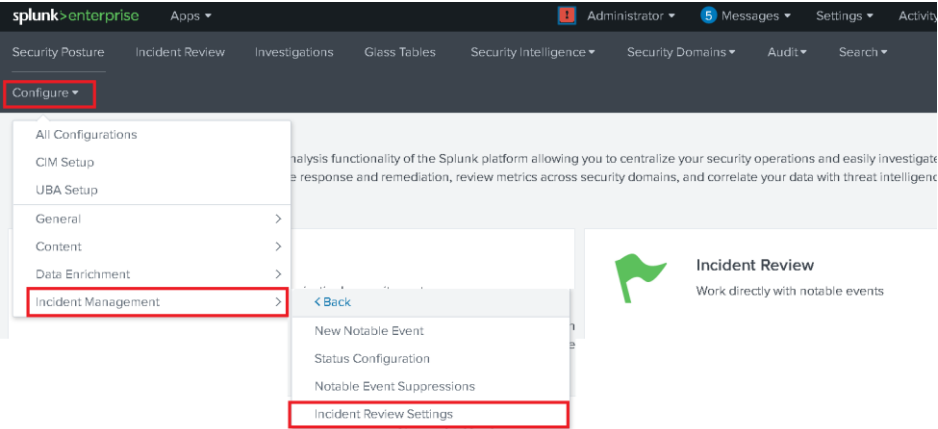 splunk>enterprise Apps Administrator 5 Messages Settings Activity
Security Posture Incident Review Investigations Glass Tables Security Intelligence Security Domains Audit Search
Configure
All Configurations
CIM Setup
UBA Setup
General
Content
Data Enrichment
Incident Management
nalysis functionality of the Splunk platform allowing you to centralize your security operations and easily investigate
e response and remediation, review metrics across security domains, and correlate your data with threat intelligenc
< Back
New Notable Event
Status Configuration
Notable Event Suppressions
Incident Review Settings
Incident Review
Work directly with notable events